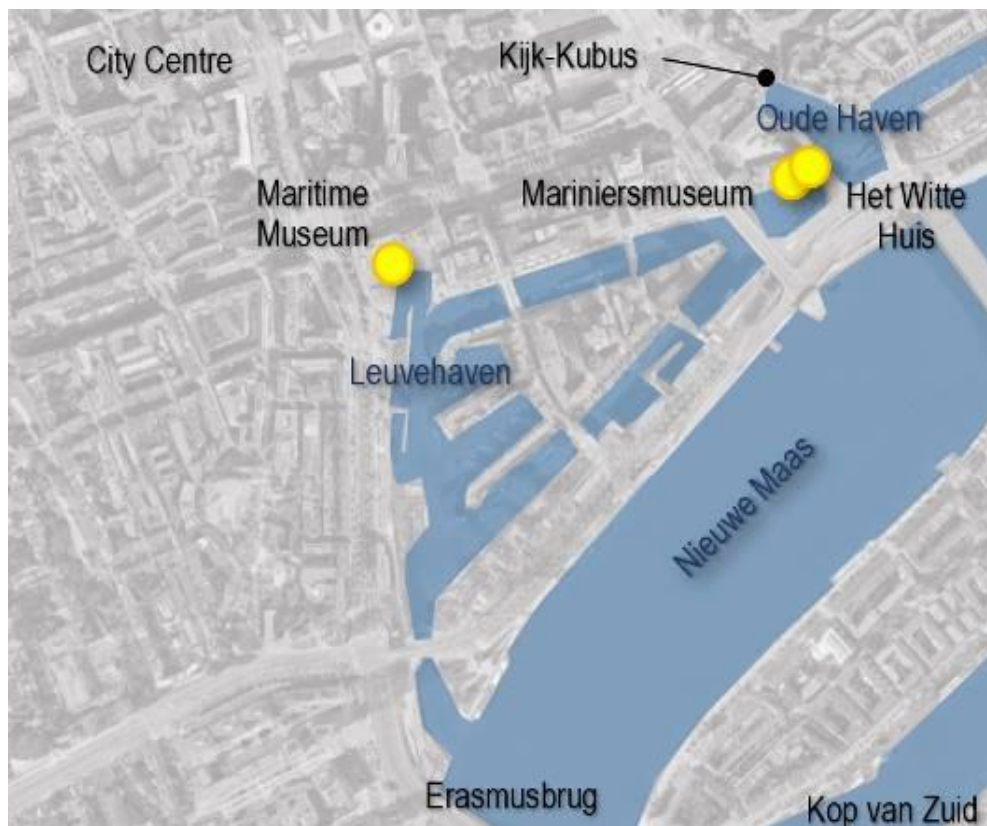 City Centre
Kijk-Kubus
Oude Haven
Maritime
Museum
Mariniersmuseum
Het Witte
Huis
Leuvehaven
Nieuwe Maas
Erasmusbrug
Kop van Zuid